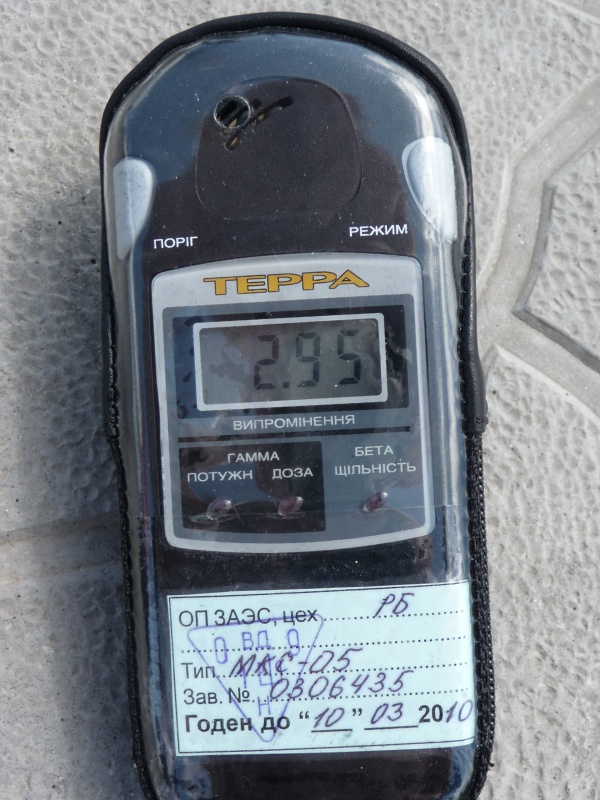 ПОРІГ РЕЖИМ
ТЕРРА
2.95
ВИПРОМІНЕННЯ
ГАММА БЕТА
ПОТУЖН ДОЗА ЩІЛЬНІСТЬ
ОП ЗАЭС, цех РБ
Тип МКС-05
Зав. № 0306435
Годен до "10" 03 2010